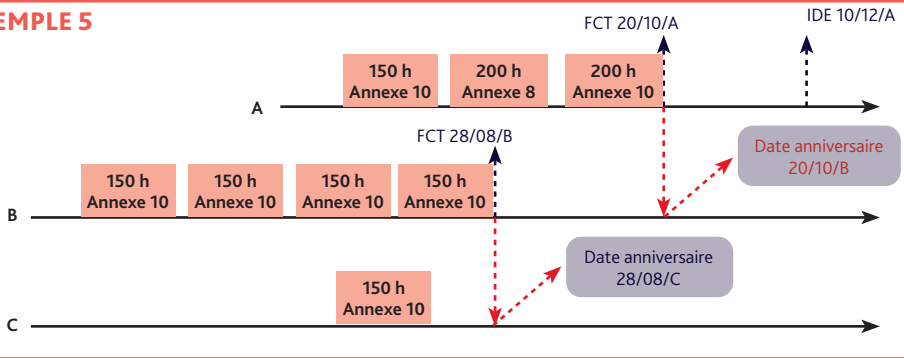 EMPLE 5
FCT 20/10/A
IDE 10/12/A
150 h
Annexe 10
200 h
Annexe 8
200 h
Annexe 10
A
FCT 28/08/B
Date anniversaire
20/10/B
150 h
Annexe 10
150 h
Annexe 10
150 h
Annexe 10
150 h
Annexe 10
B
Date anniversaire
28/08/C
150 h
Annexe 10
C